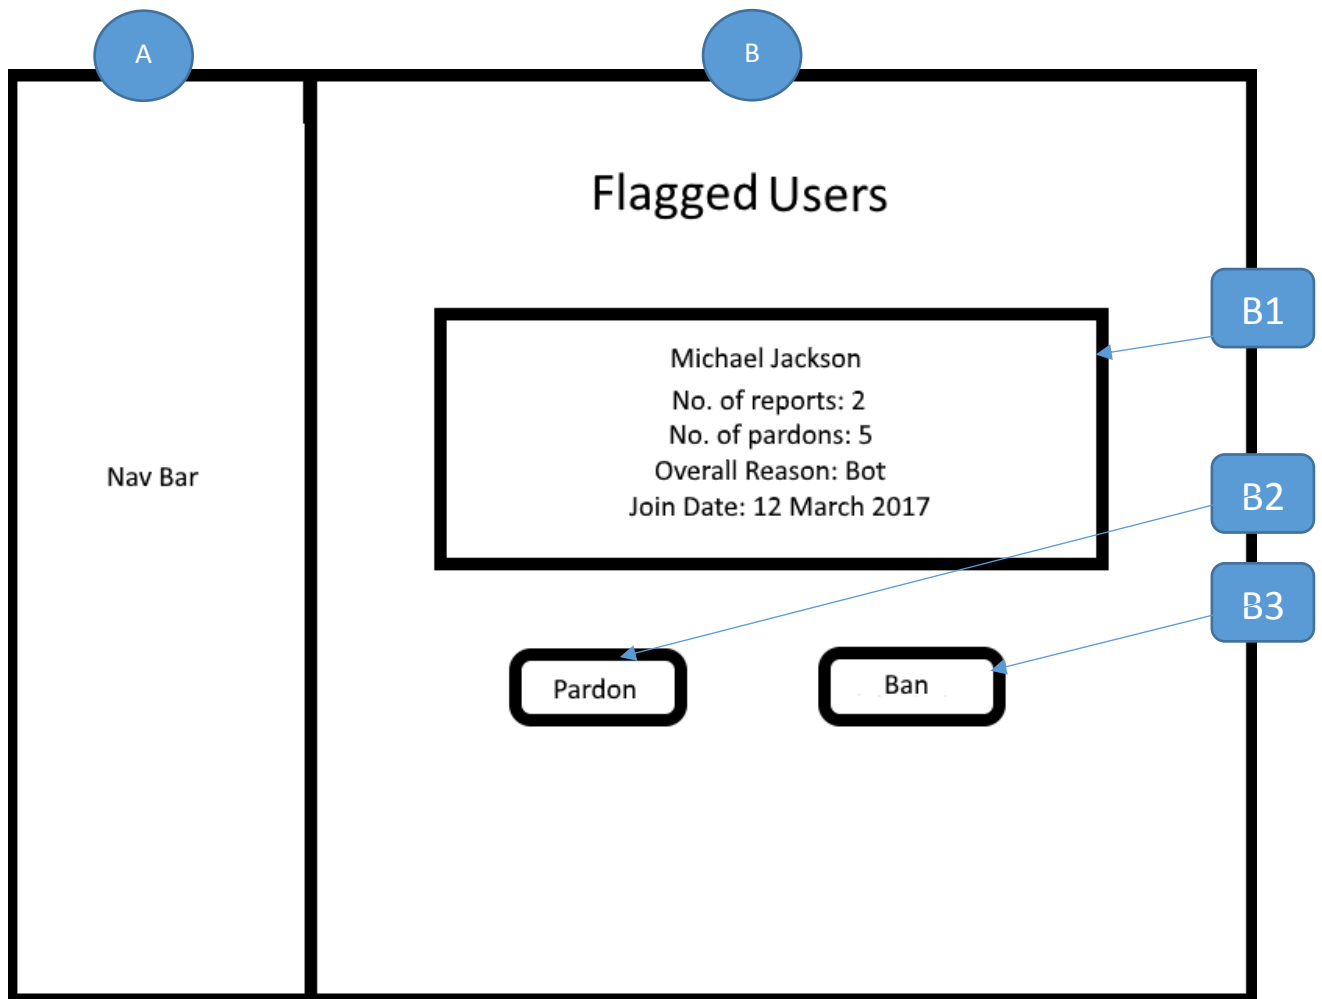 A
B
Flagged Users
B1
Michael Jackson
No. of reports: 2
No. of pardons: 5
Overall Reason: Bot
Join Date: 12 March 2017
Nav Bar
B2
B3
Pardon
Ban